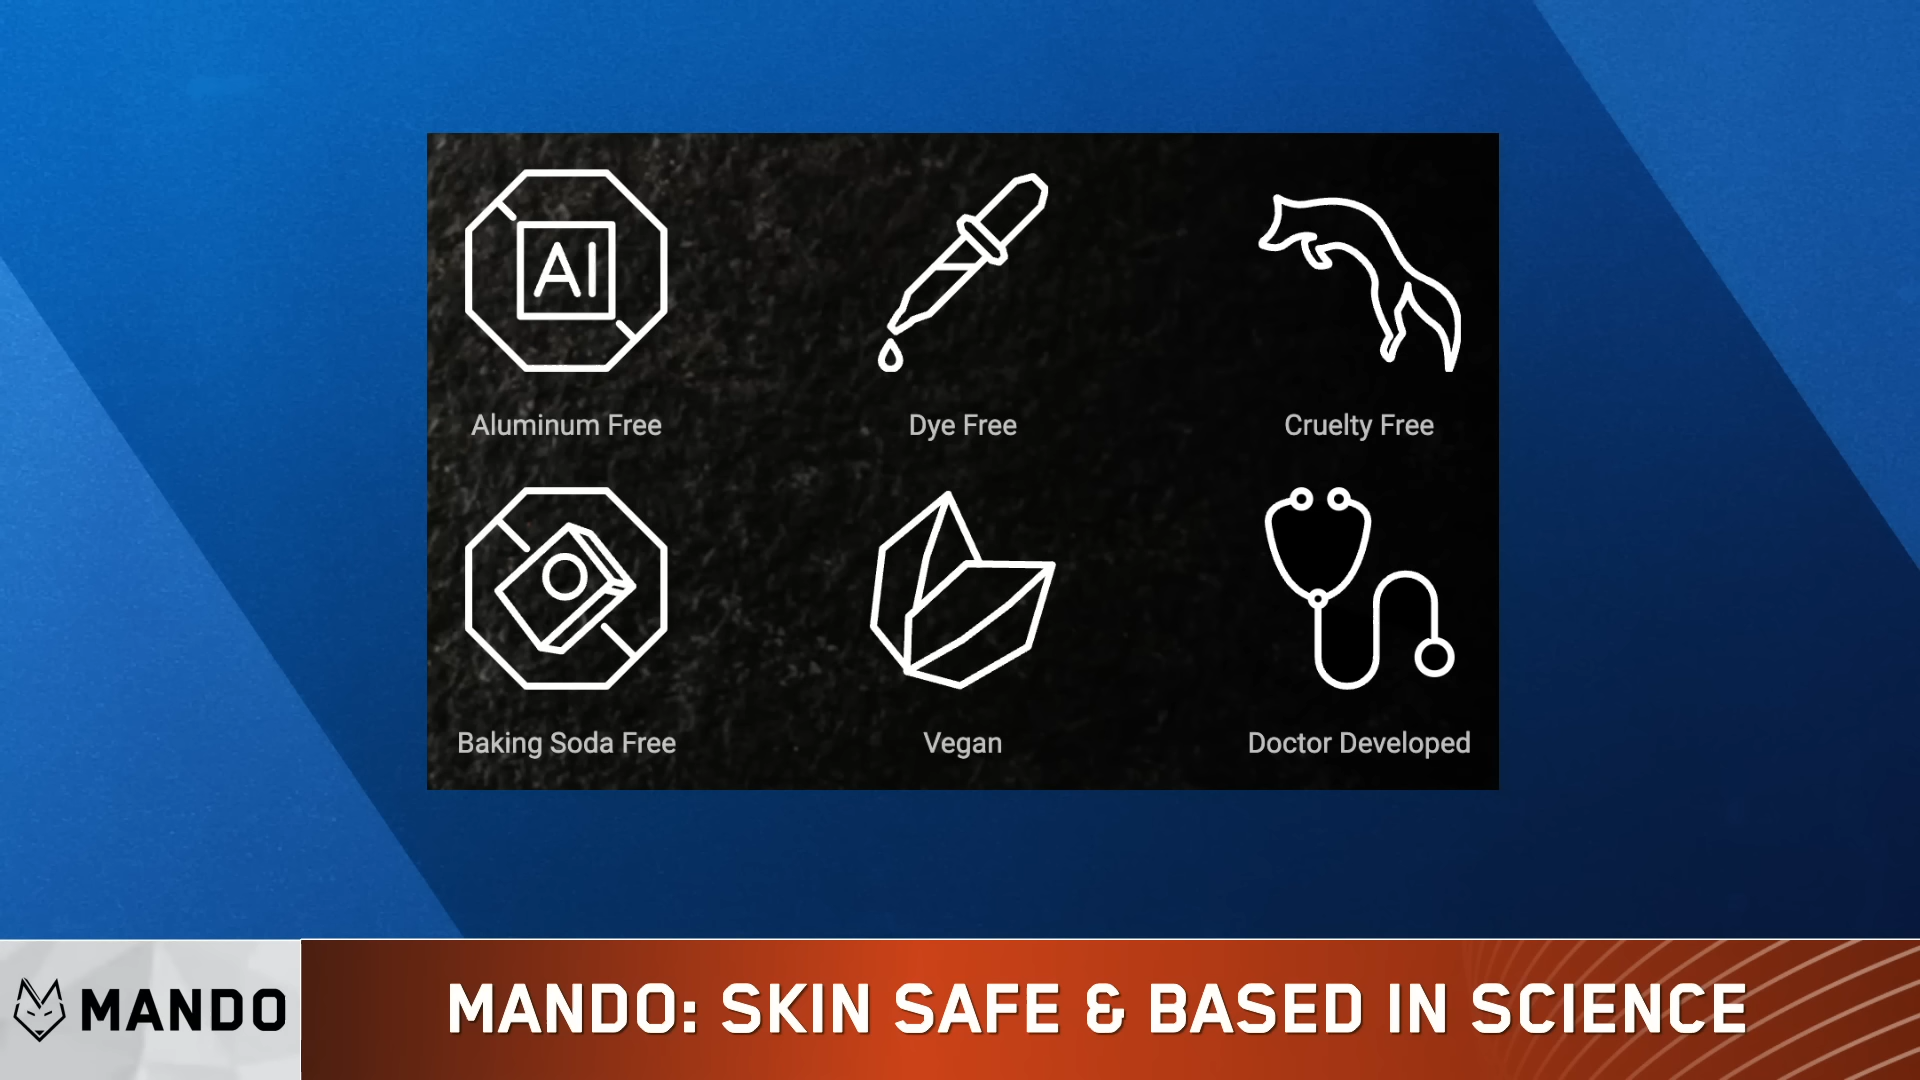 Al
Aluminum Free
Dye Free
Cruelty Free
Baking Soda Free
Vegan
Doctor Developed
MANDO
MANDO: SKIN SAFE & BASED IN SCIENCE